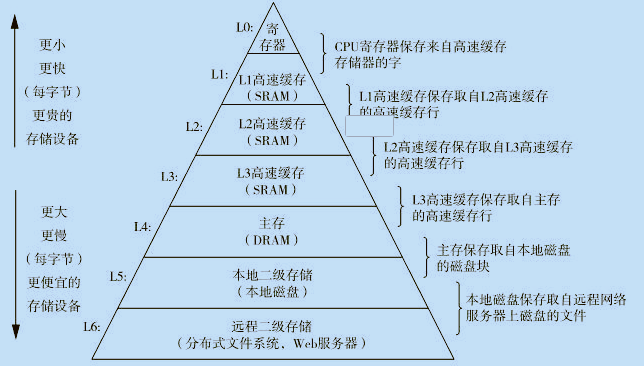 更小
更快
（每字节）
更贵的
存储设备
更大
更慢
（每字节）
更便宜的
存储设备
L0:
寄
存器
L1:
L1高速缓存
（SRAM）
L2:
L2高速缓存
（SRAM）
L3:
L3高速缓存
（SRAM）
L4:
主存
（DRAM）
L5:
本地二级存储
（本地磁盘）
L6:
远程二级存储
（分布式文件系统、Web服务器）
CPU寄存器保存来自高速缓存
存储器的字
L1高速缓存保存取自L2高速缓存
的高速缓存行
L2高速缓存保存取自L3高速缓存
的高速缓存行
L3高速缓存保存取自主存
的高速缓存行
主存保存取自本地磁盘
的磁盘块
本地磁盘保存取自远程网络
服务器上磁盘的文件